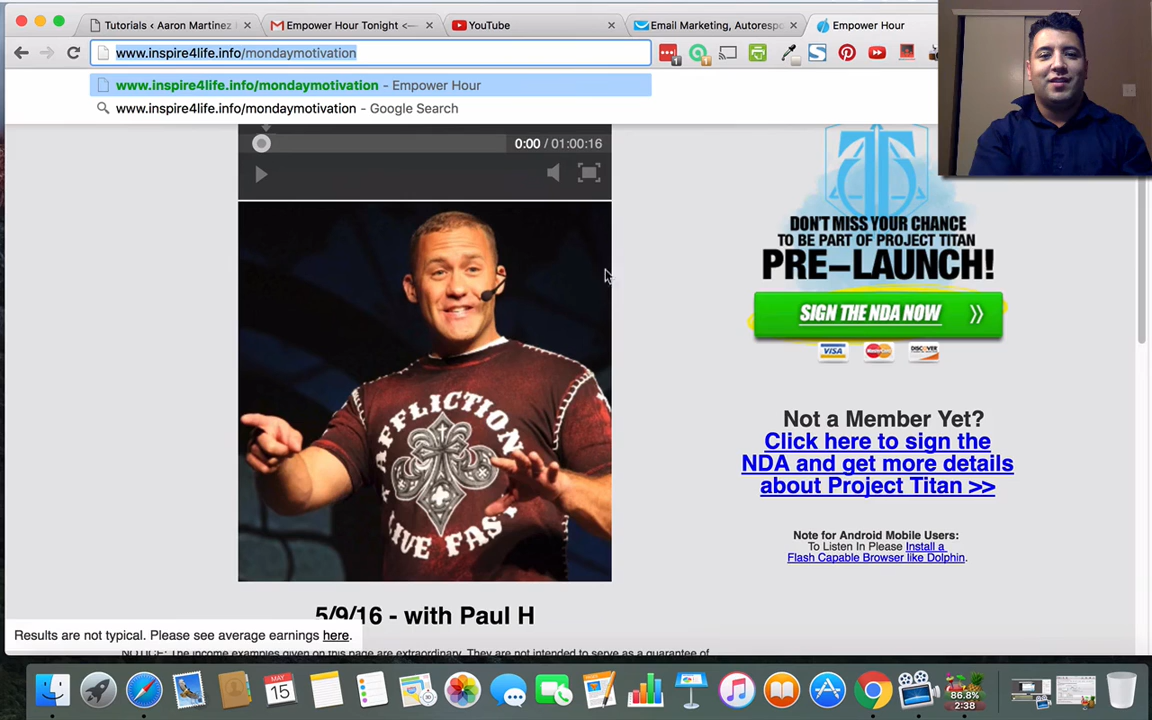 Tutorials ‹ Aaron Martinez
Empower Hour Tonight <—
YouTube
Email Marketing, Autorespo
Empower Hour
www.inspire4life.info/mondaymotivation
www.inspire4life.info/mondaymotivation - Empower Hour
www.inspire4life.info/mondaymotivation - Google Search
0:00 / 01:00:16
DON'T MISS YOUR CHANCE
TO BE PART OF PROJECT TITAN
PRE-LAUNCH!
SIGN THE NDA NOW
VISA
MasterCard
DISCOVER
AFFLICTION
LIVE FAST
Not a Member Yet?
Click here to sign the
NDA and get more details
about Project Titan >>
Note for Android Mobile Users:
To Listen In Please Install a
Flash Capable Browser like Dolphin.
5/9/16 - with Paul H
Results are not typical. Please see average earnings here.
NOTICE: The income examples given on this page are extraordinary. They are not intended to serve as a guarantee of
MAY
15
86.8%
2:38